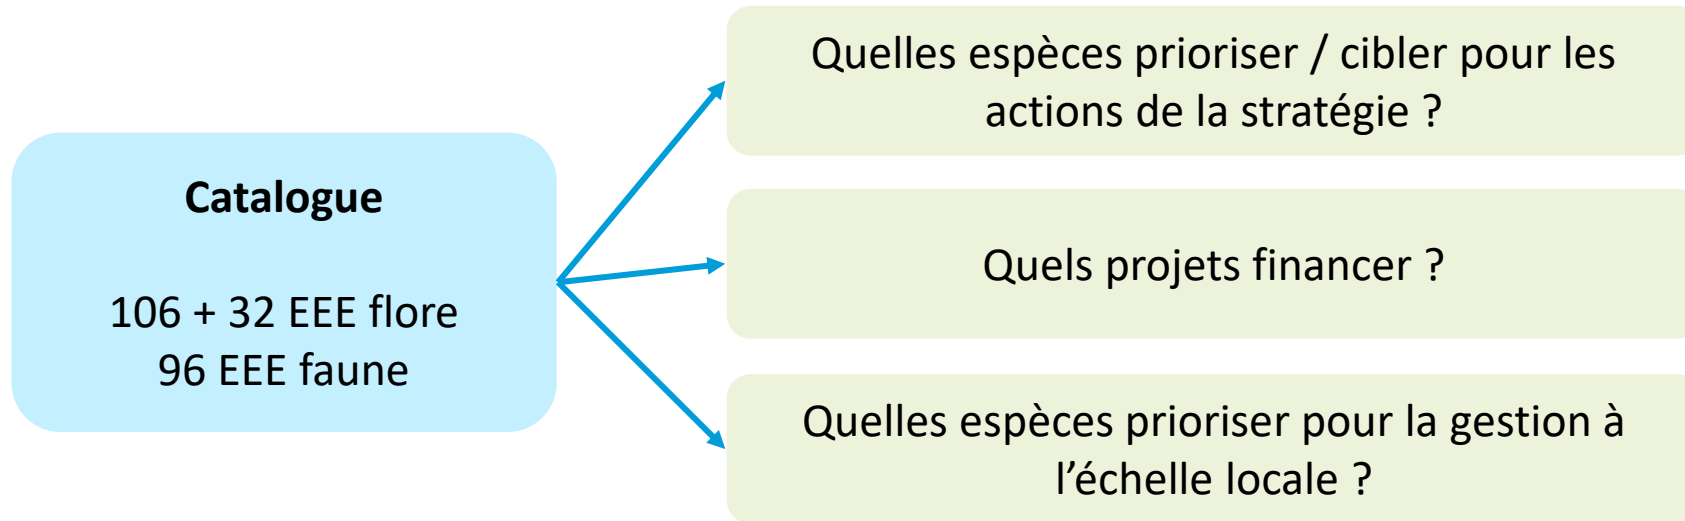 Catalogue
106 + 32 EEE flore
96 EEE faune
Quelles espèces prioriser / cibler pour les
actions de la stratégie ?
Quels projets financer ?
Quelles espèces prioriser pour la gestion à
l’échelle locale ?